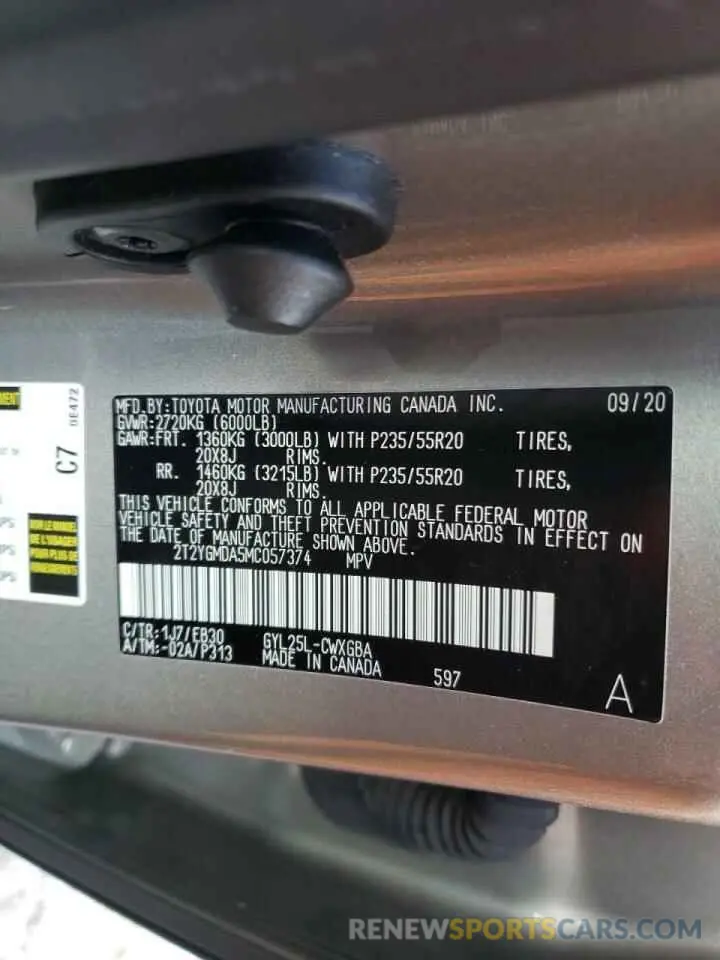 MFD.BY:TOYOTA MOTOR MANUFACTURING CANADA INC. 09/20
GVWR:2720KG (6000LB)
GAWR:FRT. 1360KG (3000LB) WITH P235/55R20 TIRES,
20X8J RIMS.
RR. 1460KG (3215LB) WITH P235/55R20 TIRES,
20X8J RIMS.
THIS VEHICLE CONFORMS TO ALL APPLICABLE FEDERAL MOTOR
VEHICLE SAFETY AND THEFT PREVENTION STANDARDS IN EFFECT ON
THE DATE OF MANUFACTURE SHOWN ABOVE.
2T2YGMDA5MC057374 MPV
C/TR:1J7/EB30 GYL25L-CWXGBA
A/TM:-02A/P313 MADE IN CANADA 597
A
C7
0E472
RENEWSPORTSCARS.COM